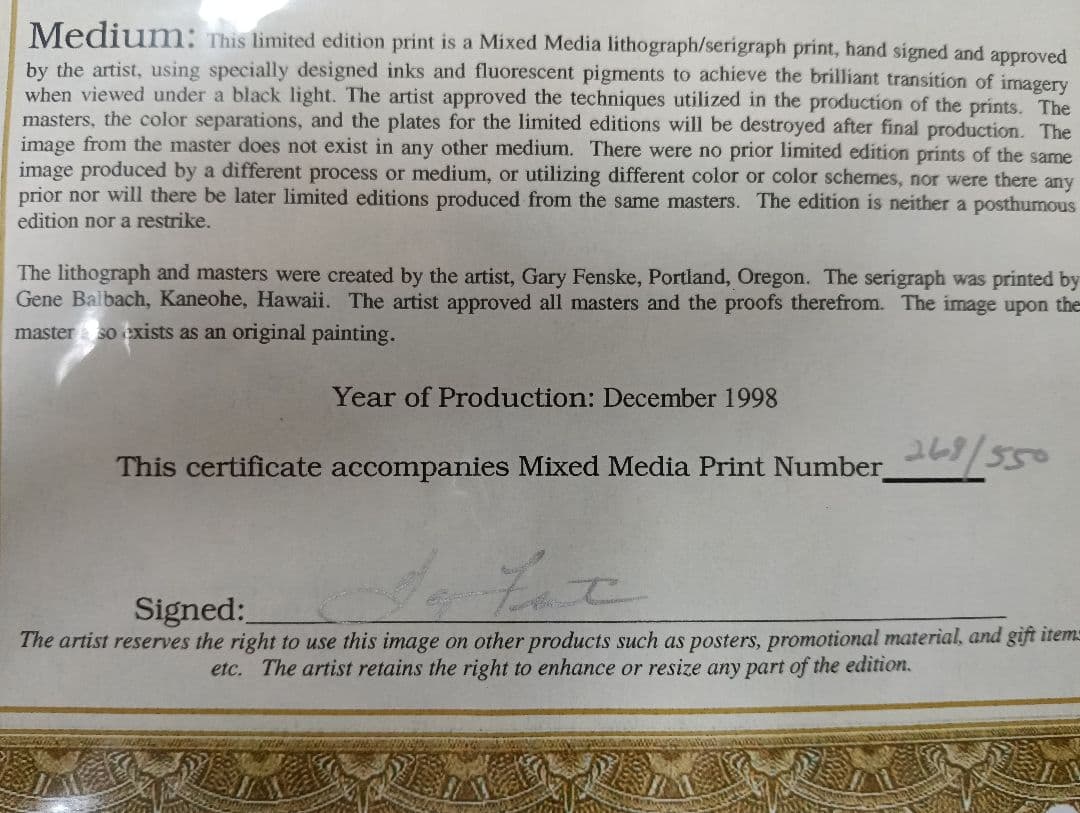 Medium: This limited edition print is a Mixed Media lithograph/serigraph print, hand signed and approved
by the artist, using specially designed inks and fluorescent pigments to achieve the brilliant transition of imagery
when viewed under a black light. The artist approved the techniques utilized in the production of the prints. The
masters, the color separations, and the plates for the limited editions will be destroyed after final production. The
image from the master does not exist in any other medium. There were no prior limited edition prints of the same
image produced by a different process or medium, or utilizing different color or color schemes, nor were there any
prior nor will there be later limited editions produced from the same masters. The edition is neither a posthumous
edition nor a restrike.
The lithograph and masters were created by the artist, Gary Fenske, Portland, Oregon. The serigraph was printed by
Gene Balbach, Kaneohe, Hawaii. The artist approved all masters and the proofs therefrom. The image upon the
master also exists as an original painting.
Year of Production: December 1998
This certificate accompanies Mixed Media Print Number 268/550
Signed:
The artist reserves the right to use this image on other products such as posters, promotional material, and gift items
etc. The artist retains the right to enhance or resize any part of the edition.